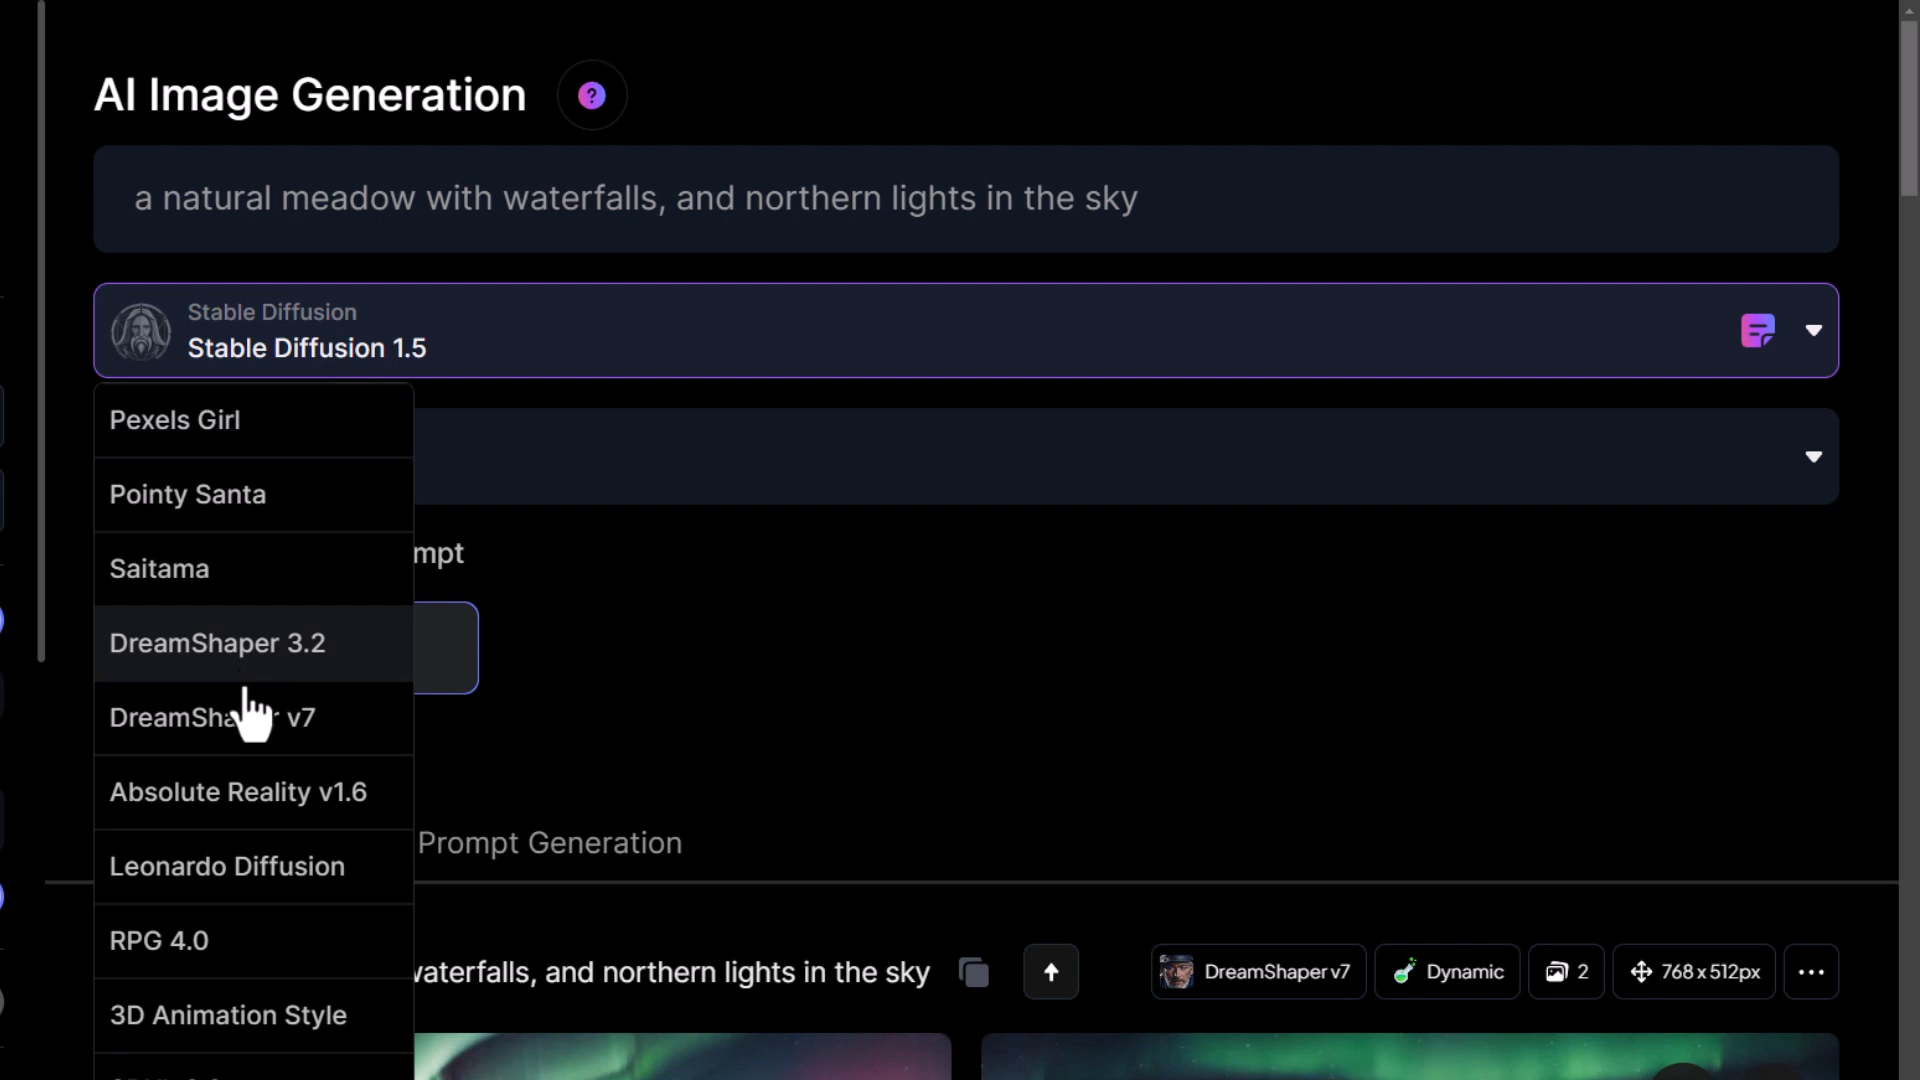 AI Image Generation ?
a natural meadow with waterfalls, and northern lights in the sky
Stable Diffusion
Stable Diffusion 1.5
Pexels Girl
Pointy Santa
Saitama
mpt
DreamShaper 3.2
v7
Absolute Reality v1.6
Prompt Generation
Leonardo Diffusion
RPG 4.0
waterfalls, and northern lights in the sky
DreamShaper v7
Dynamic
2
768 x 512px
3D Animation Style